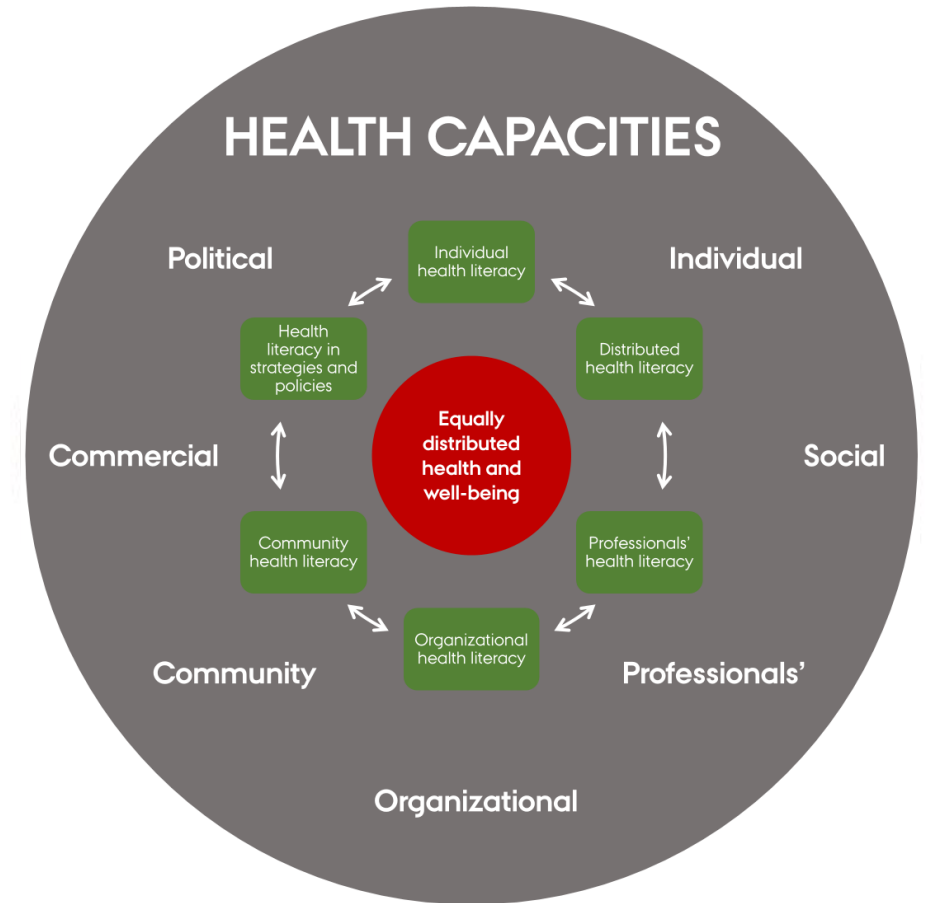 HEALTH CAPACITIES
Political
Individual
health literacy
Individual
Health
literacy in
strategies and
policies
Distributed
health literacy
Equally
distributed
health and
well-being
Commercial
Social
Community
health literacy
Professionals’
health literacy
Organizational
health literacy
Community
Professionals’
Organizational